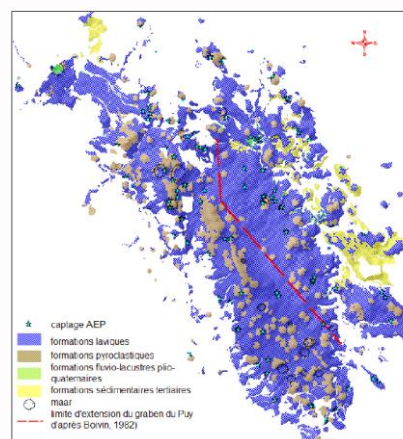 captage AEP
formations laviques
formations pyroclastiques
formations fluvio-lacustres plio-
quaternaires
formations sédimentaires tertiaires
maar
limite d'extension du graben du Puy
d'après Boivin, 1982)